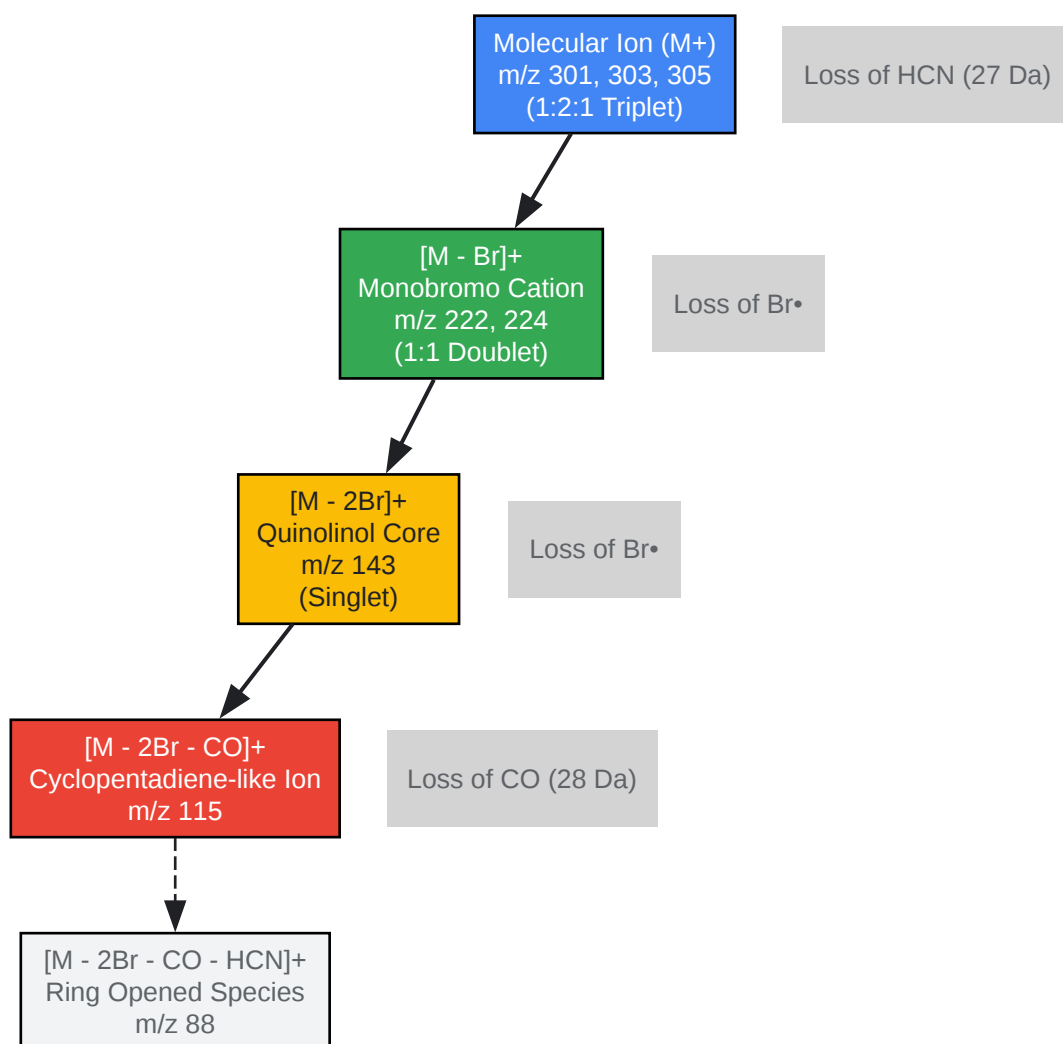 Molecular Ion (M+)
m/z 301, 303, 305
(1:2:1 Triplet)
Loss of HCN (27 Da)
[M - Br]+
Monobromo Cation
m/z 222, 224
(1:1 Doublet)
Loss of Br•
[M - 2Br]+
Quinolinol Core
m/z 143
(Singlet)
Loss of Br•
[M - 2Br - CO]+
Cyclopentadiene-like Ion
m/z 115
Loss of CO (28 Da)
[M - 2Br - CO - HCN]+
Ring Opened Species
m/z 88